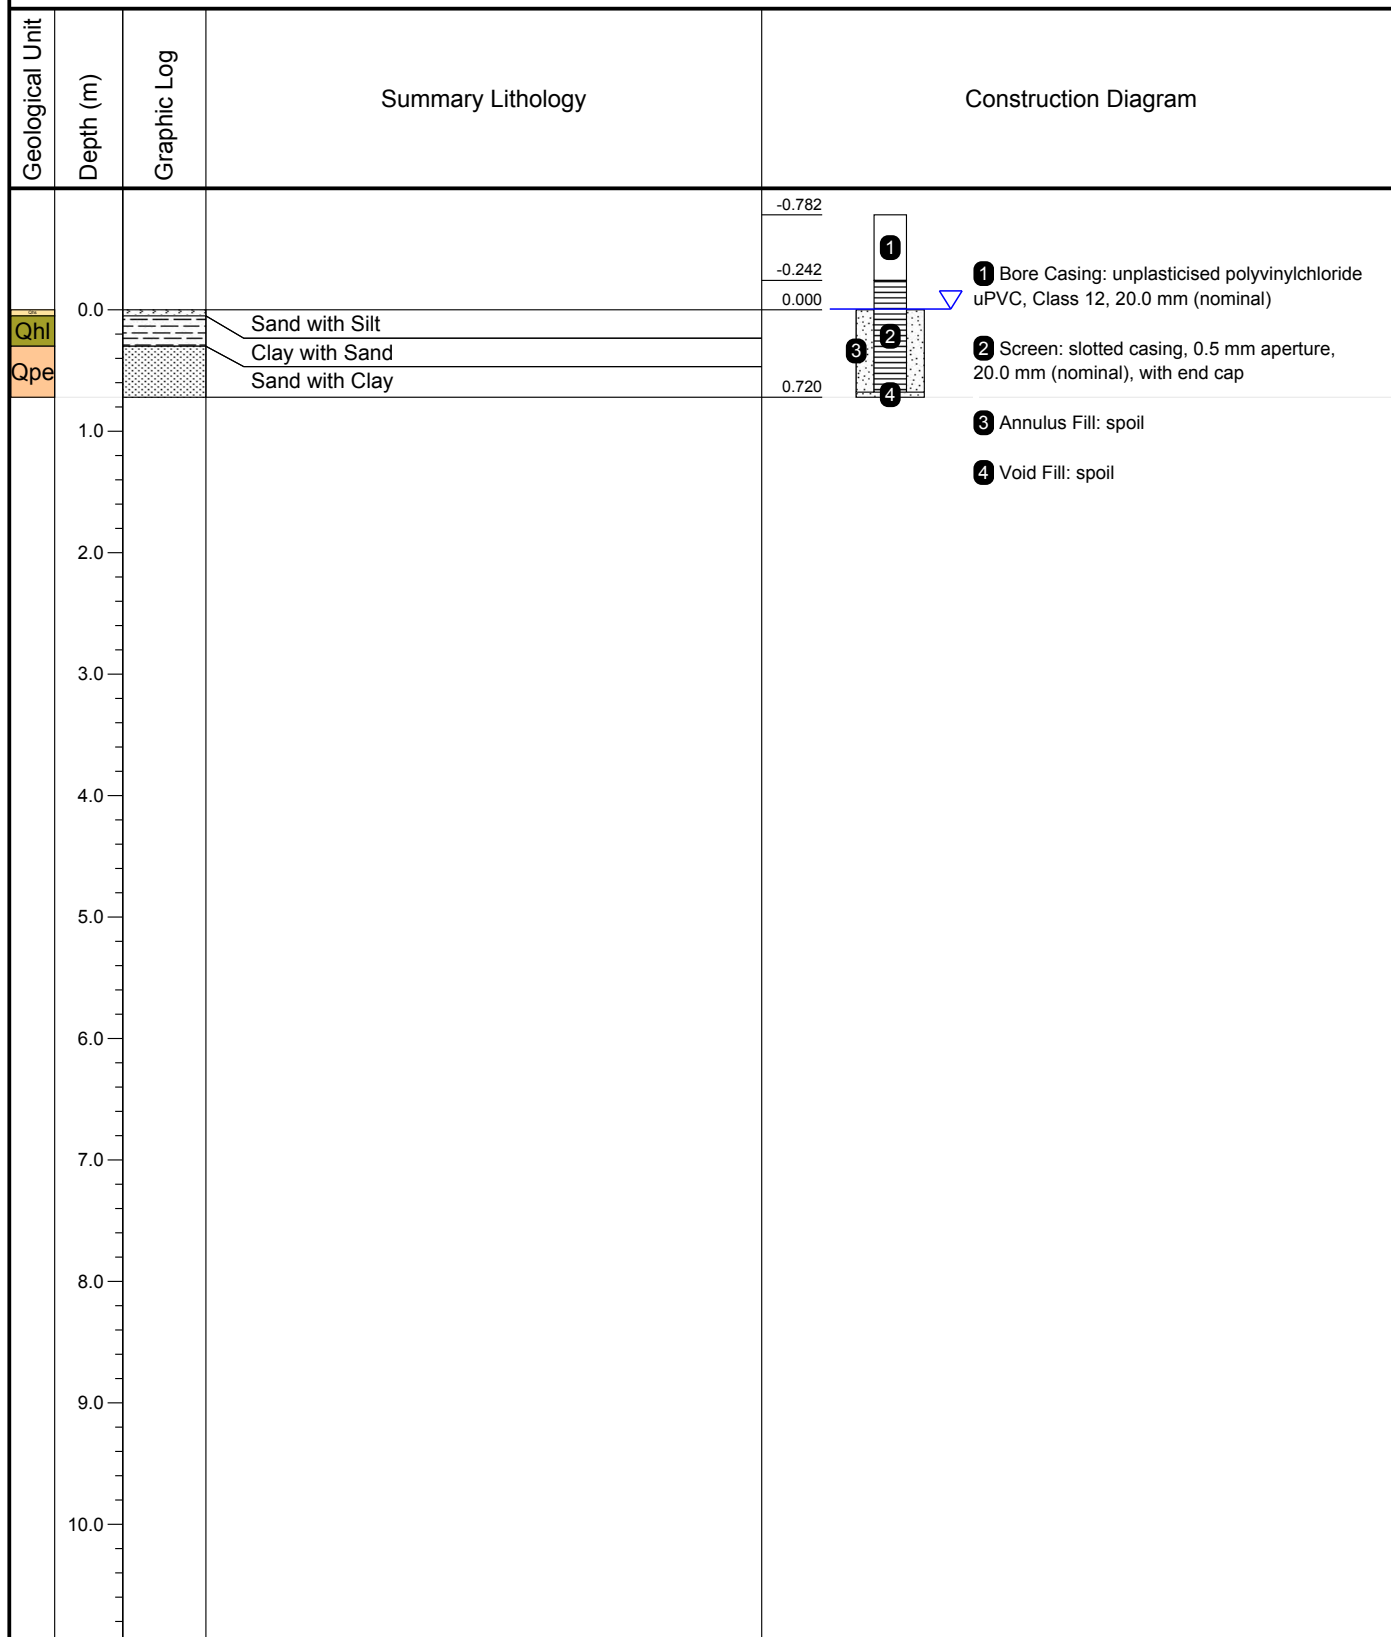 Geological Unit
Depth (m)
Graphic Log
Summary Lithology
Construction Diagram
-0.782
1
-0.242
1 Bore Casing: unplasticised polyvinylchloride
uPVC, Class 12, 20.0 mm (nominal)
0.000
0.0
Sand with Silt
Qhl
2
Clay with Sand
3
2 Screen: slotted casing, 0.5 mm aperture,
20.0 mm (nominal), with end cap
Qpe
Sand with Clay
0.720
4
3 Annulus Fill: spoil
1.0
4 Void Fill: spoil
2.0
3.0
4.0
5.0
6.0
7.0
8.0
9.0
10.0